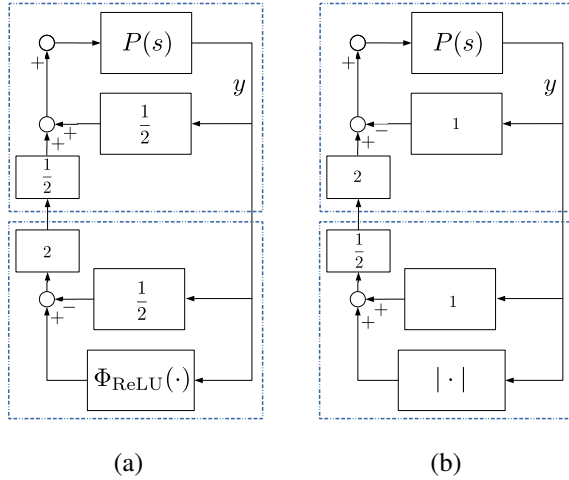 P(s)
+
y
+
+
1/2
1/2
2
+
−
1/2
Φ_ReLU(·)
(a)
P(s)
+
y
+
−
1
2
1/2
+
+
1
|·|
(b)